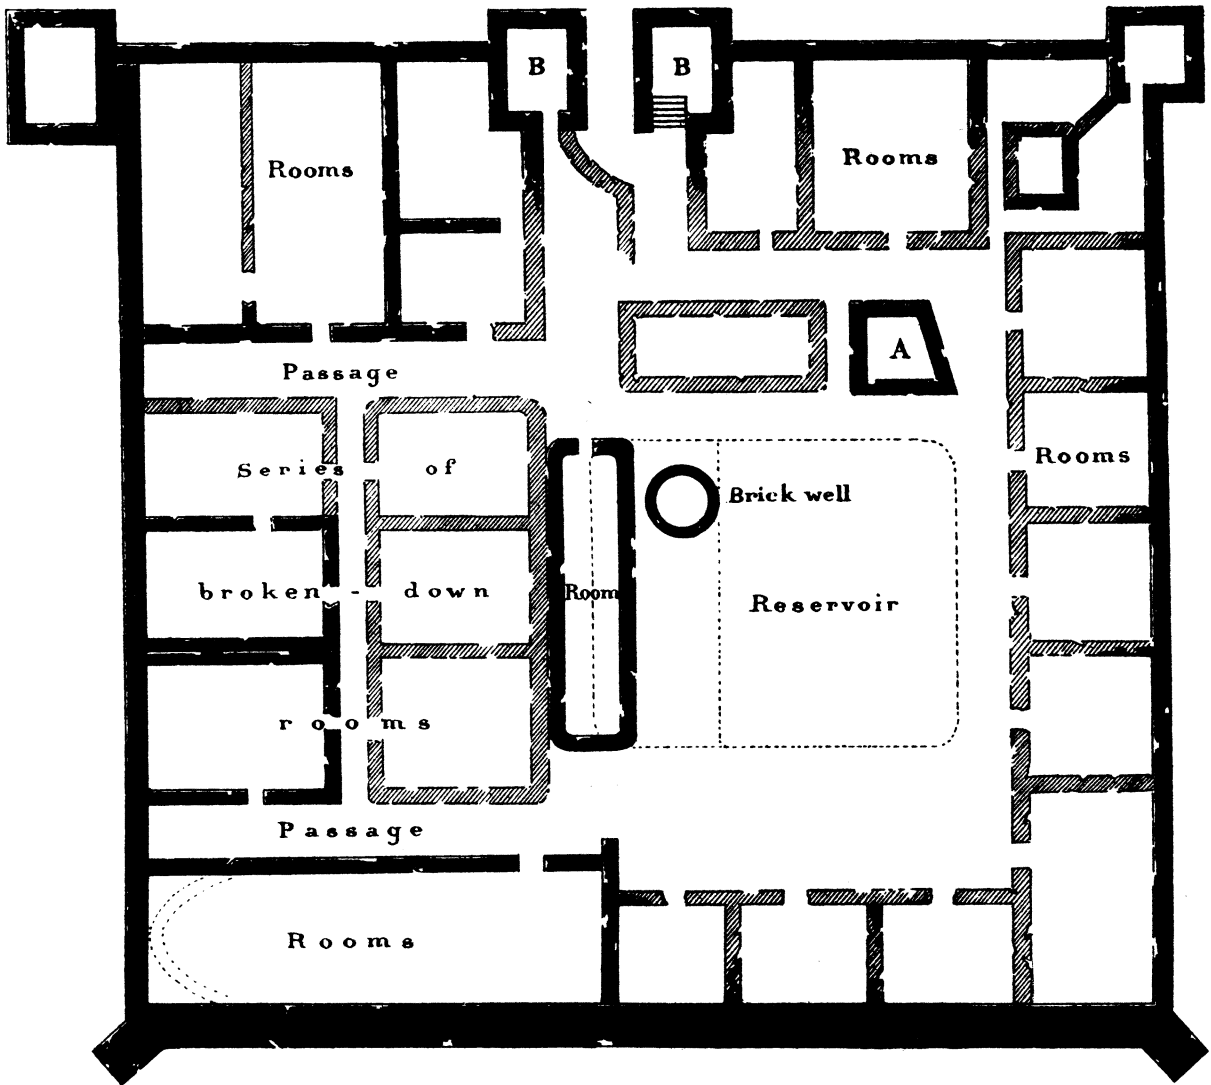 B
B
Rooms
Rooms
A
Passage
Rooms
Series of
Brick well
broken - down
Room
Reservoir
rooms
Passage
Rooms